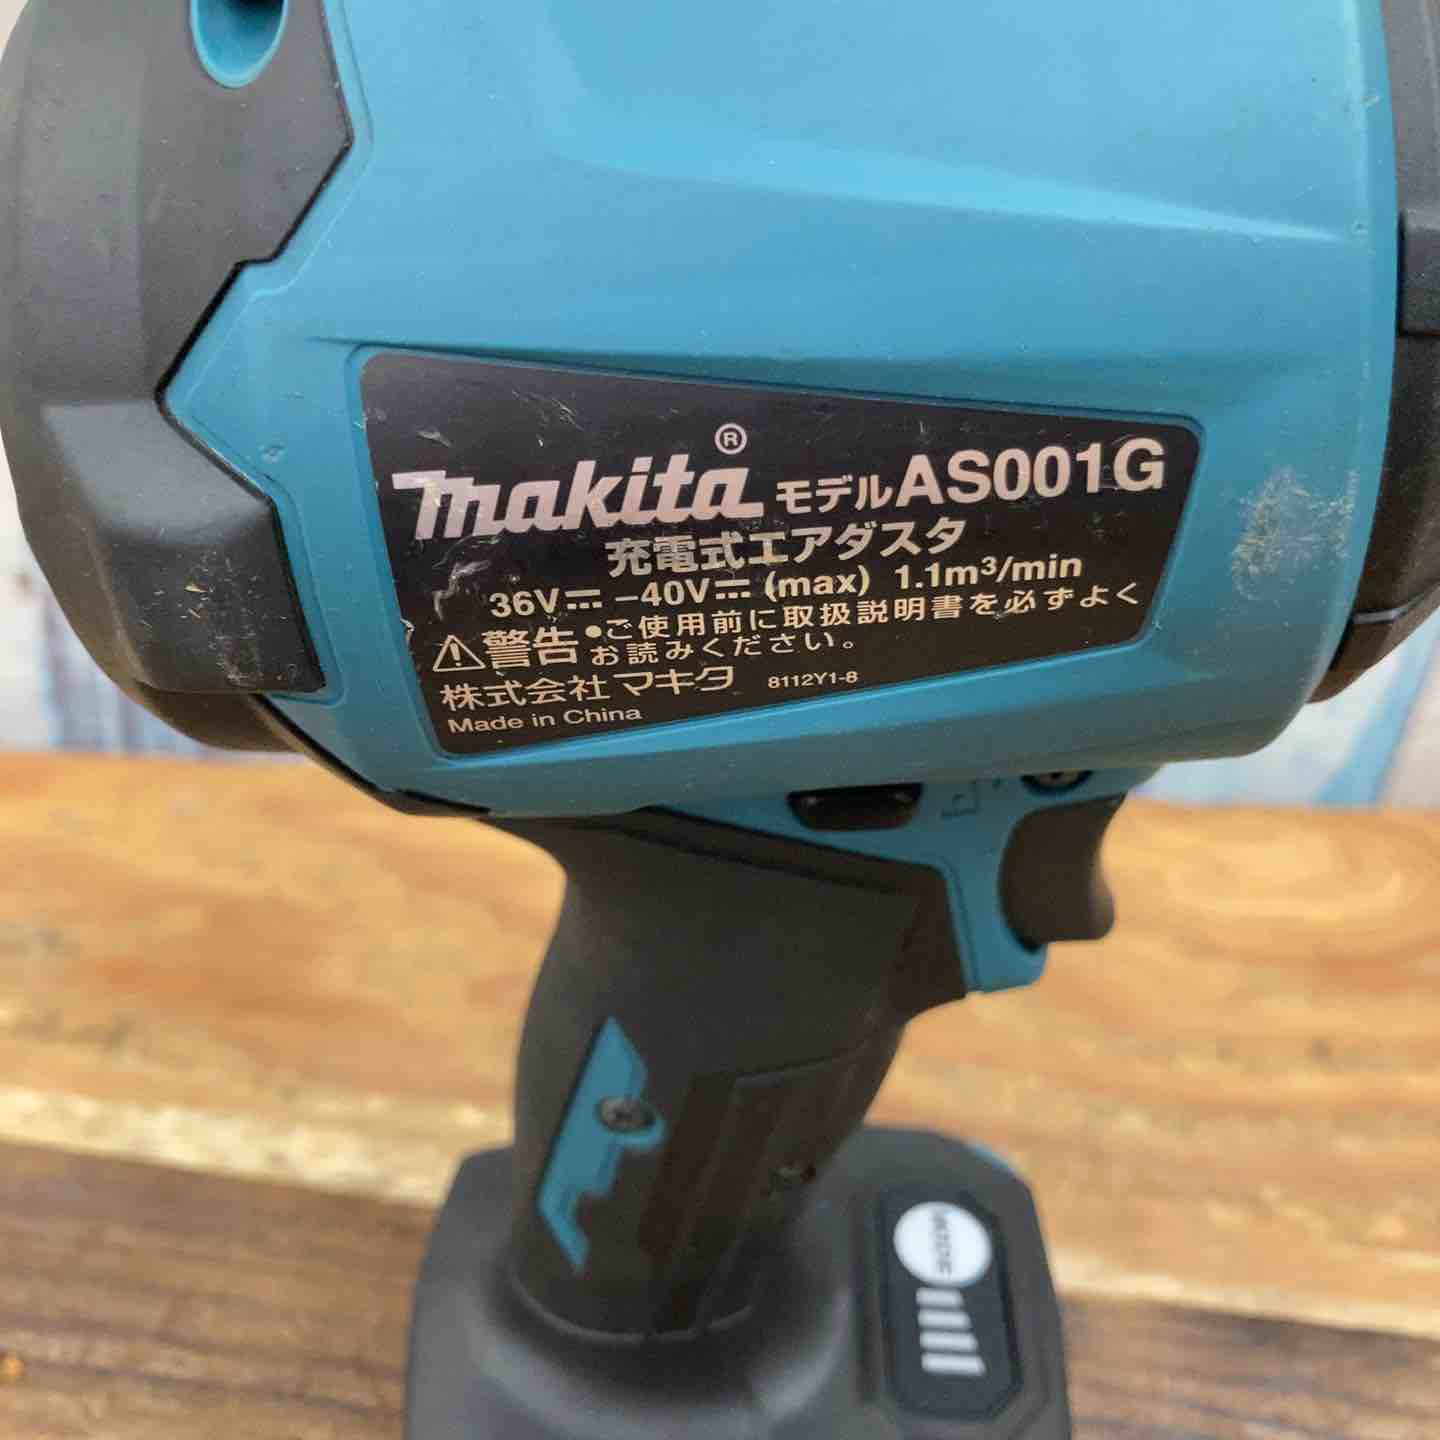 makita® モデルAS001G
充電式エアダスタ
36V⎓ –40V⎓ (max) 1.1m³/min
⚠警告 •ご使用前に取扱説明書を必ずよく
お読みください。
株式会社マキタ 8112Y1-8
Made in China
MODE